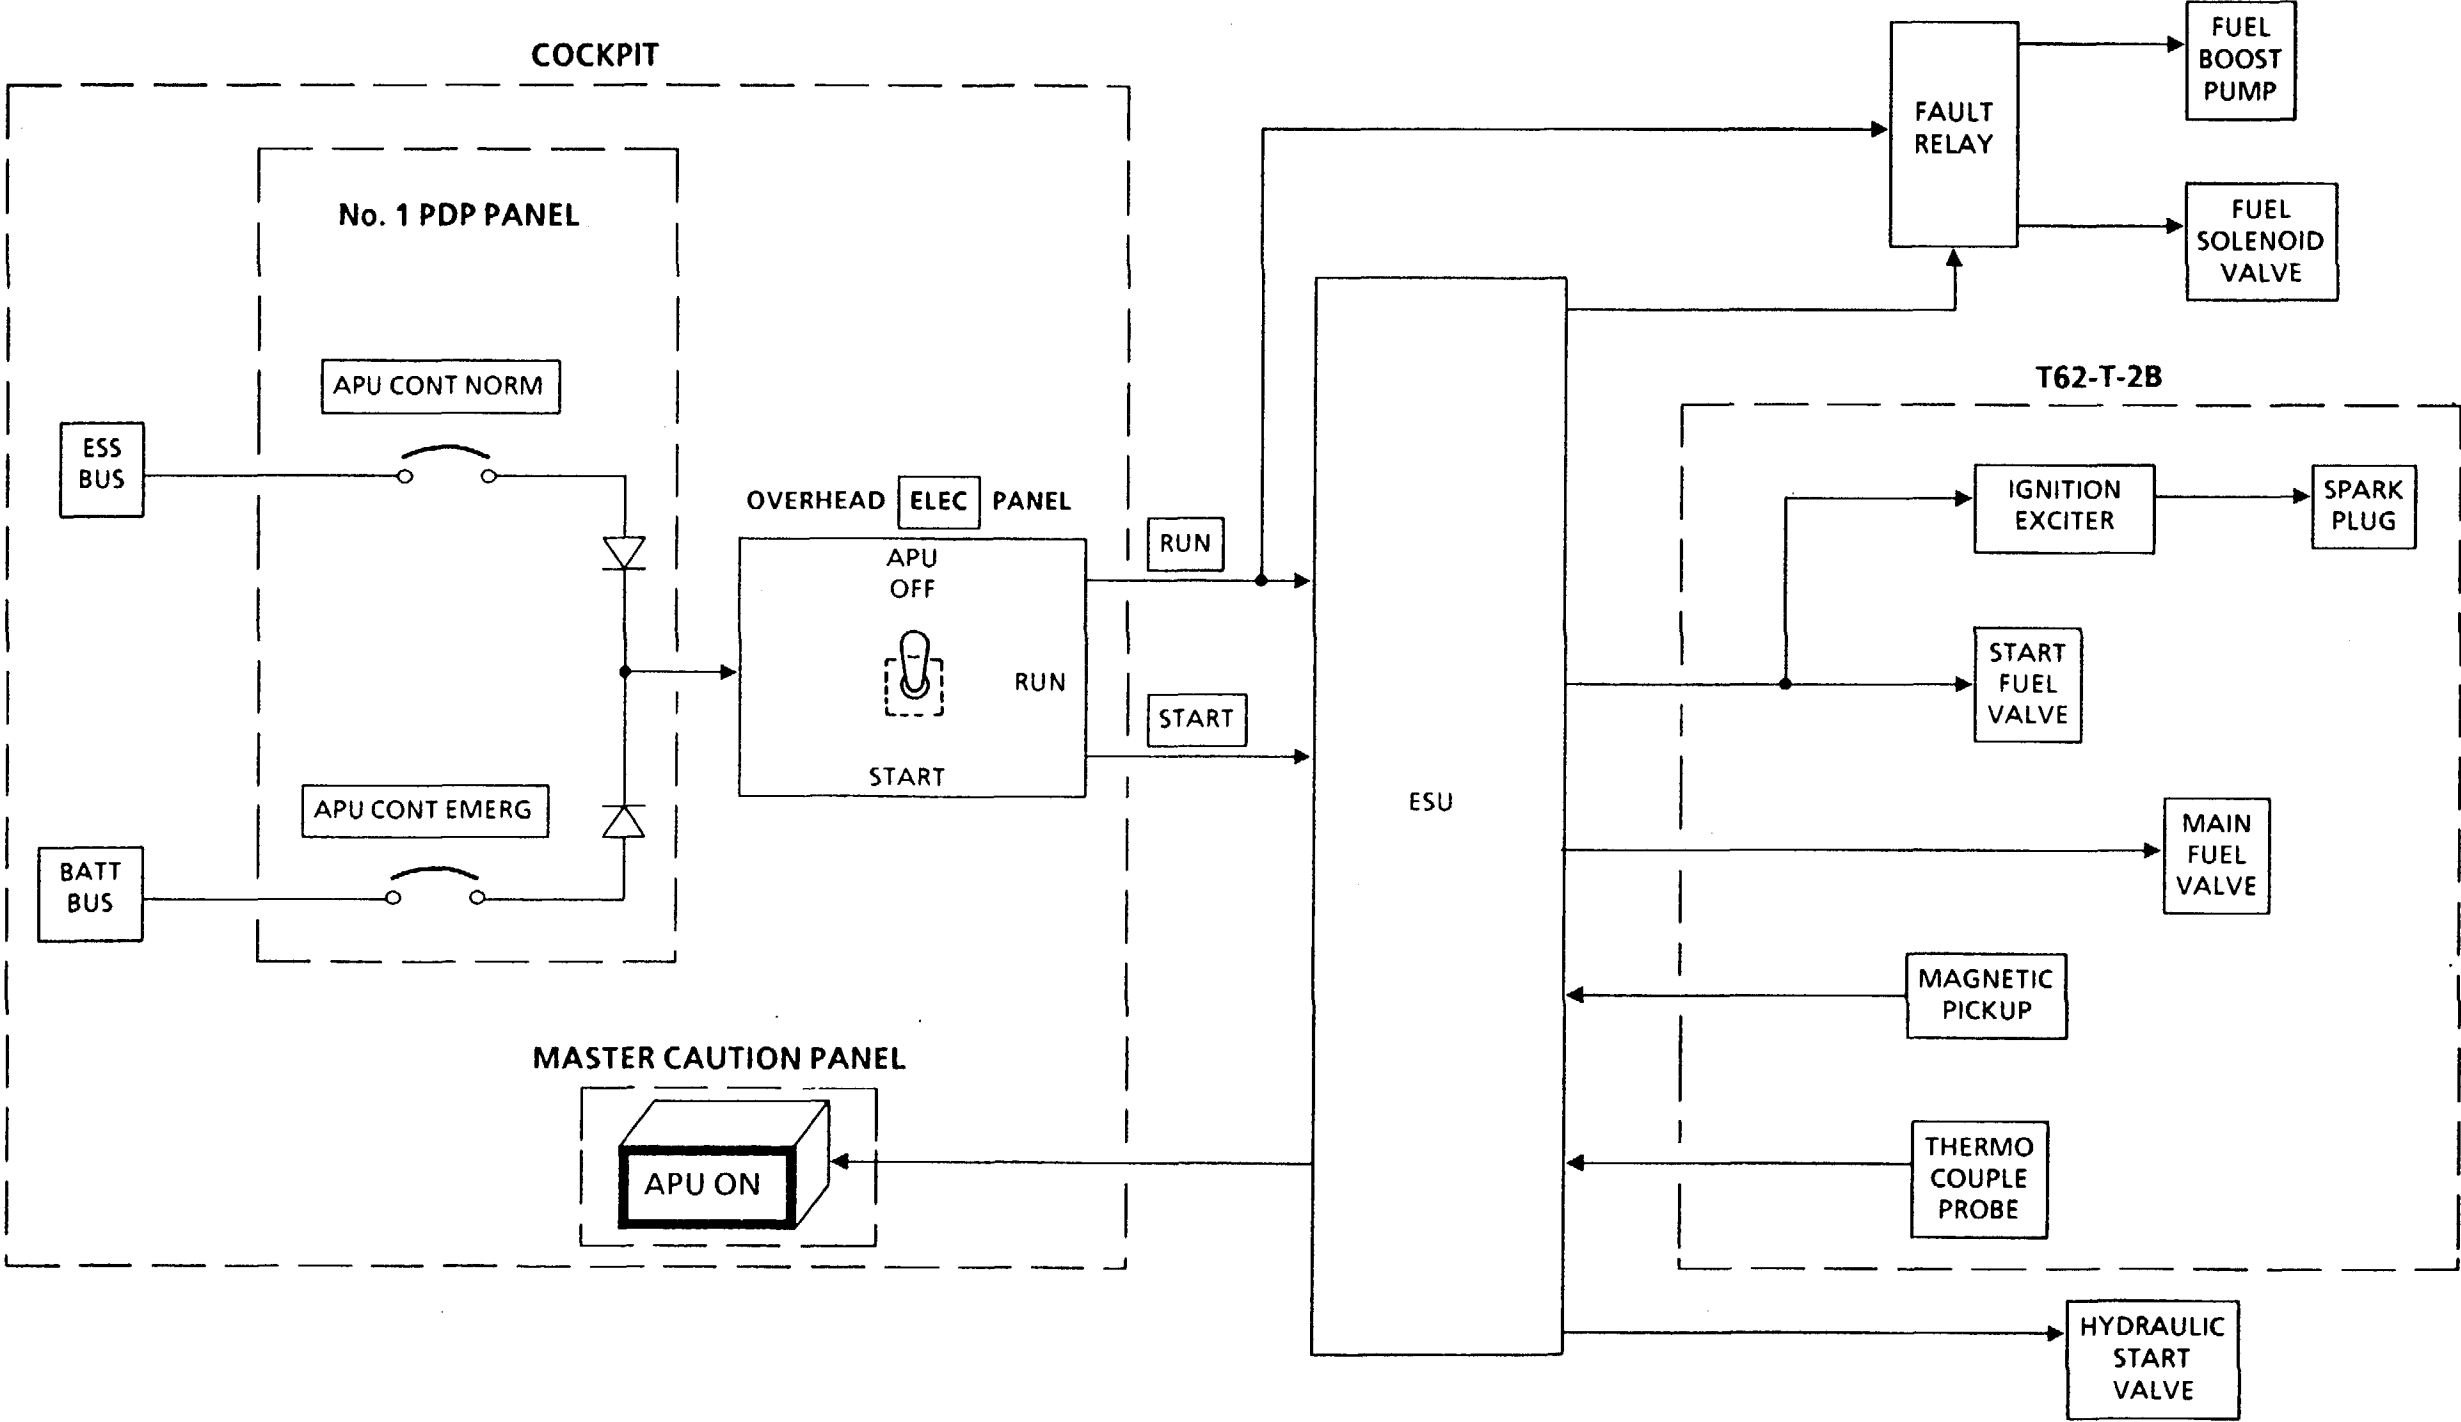 COCKPIT
No. 1 PDP PANEL
APU CONT NORM
ESS
BUS
APU CONT EMERG
BATT
BUS
OVERHEAD ELEC PANEL
APU
OFF
RUN
START
RUN
START
MASTER CAUTION PANEL
APU ON
ESU
FAULT
RELAY
FUEL
BOOST
PUMP
FUEL
SOLENOID
VALVE
T62-T-2B
IGNITION
EXCITER
SPARK
PLUG
START
FUEL
VALVE
MAIN
FUEL
VALVE
MAGNETIC
PICKUP
THERMO
COUPLE
PROBE
HYDRAULIC
START
VALVE